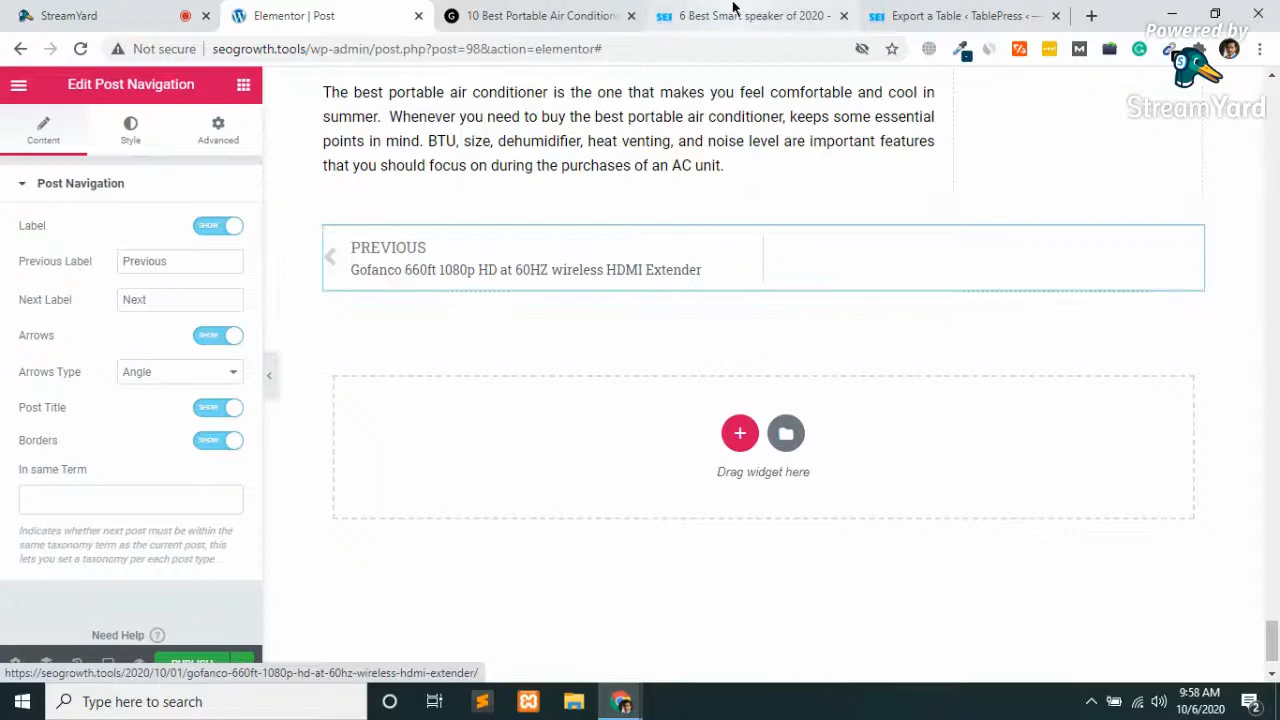 StreamYard
Elementor | Post
G 10 Best Portable Air Condition
SEI 6 Best Smart speaker of 2020 -
SEI Export a Table ‹ TablePress ‹
Powered by
StreamYard
Not secure seogrowth.tools/wp-admin/post.php?post=98&action=elementor#
Edit Post Navigation
Content
Style
Advanced
Post Navigation
Label
SHOW
Previous Label
Previous
Next Label
Next
Arrows
SHOW
Arrows Type
Angle
Post Title
SHOW
Borders
SHOW
In same Term
Indicates whether next post must be within the
same taxonomy term as the current post, this
lets you set a taxonomy per each post type
Need Help ?
PUBLISH
The best portable air conditioner is the one that makes you feel comfortable and cool in
summer. Whenever you need to buy the best portable air conditioner, keeps some essential
points in mind. BTU, size, dehumidifier, heat venting, and noise level are important features
that you should focus on during the purchases of an AC unit.
PREVIOUS
Gofanco 660ft 1080p HD at 60HZ wireless HDMI Extender
Drag widget here
https://seogrowth.tools/2020/10/01/gofanco-660ft-1080p-hd-at-60hz-wireless-hdmi-extender/
Type here to search
9:58 AM
10/6/2020
2